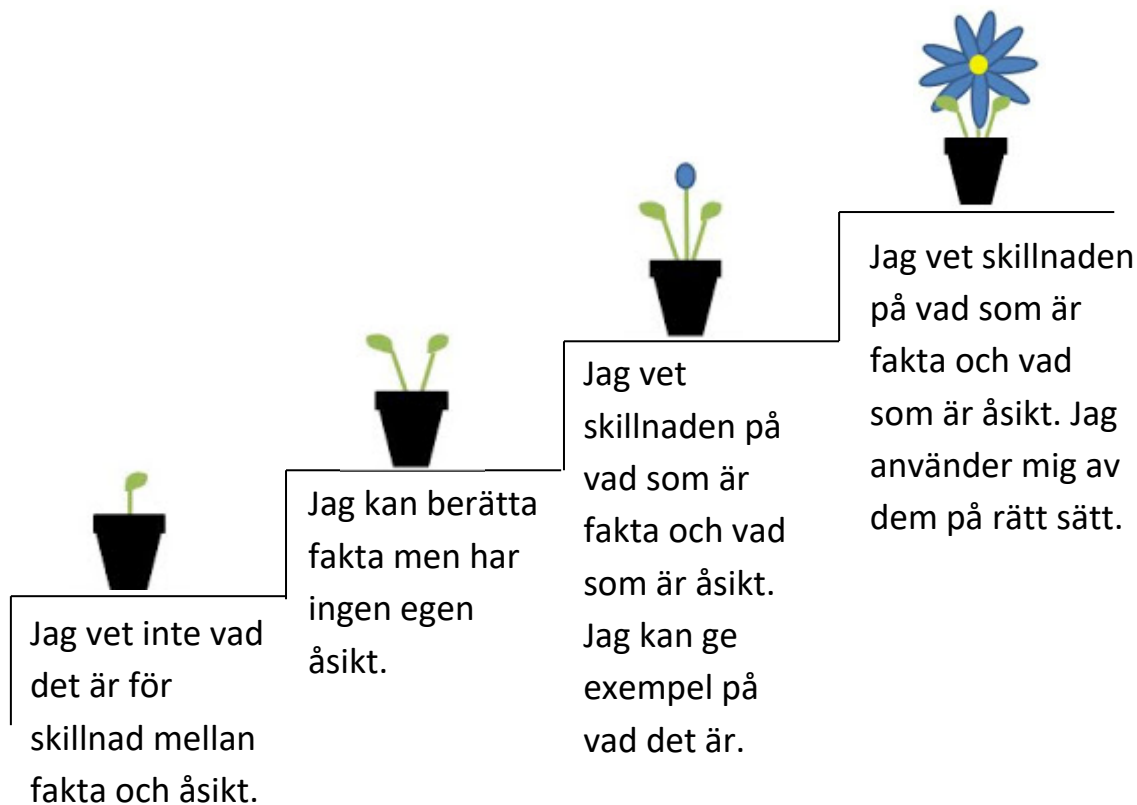 Jag vet inte vad
det är för
skillnad mellan
fakta och åsikt.
Jag kan berätta
fakta men har
ingen egen
åsikt.
Jag vet
skillnaden på
vad som är
fakta och vad
som är åsikt.
Jag kan ge
exempel på
vad det är.
Jag vet skillnaden
på vad som är
fakta och vad
som är åsikt. Jag
använder mig av
dem på rätt sätt.